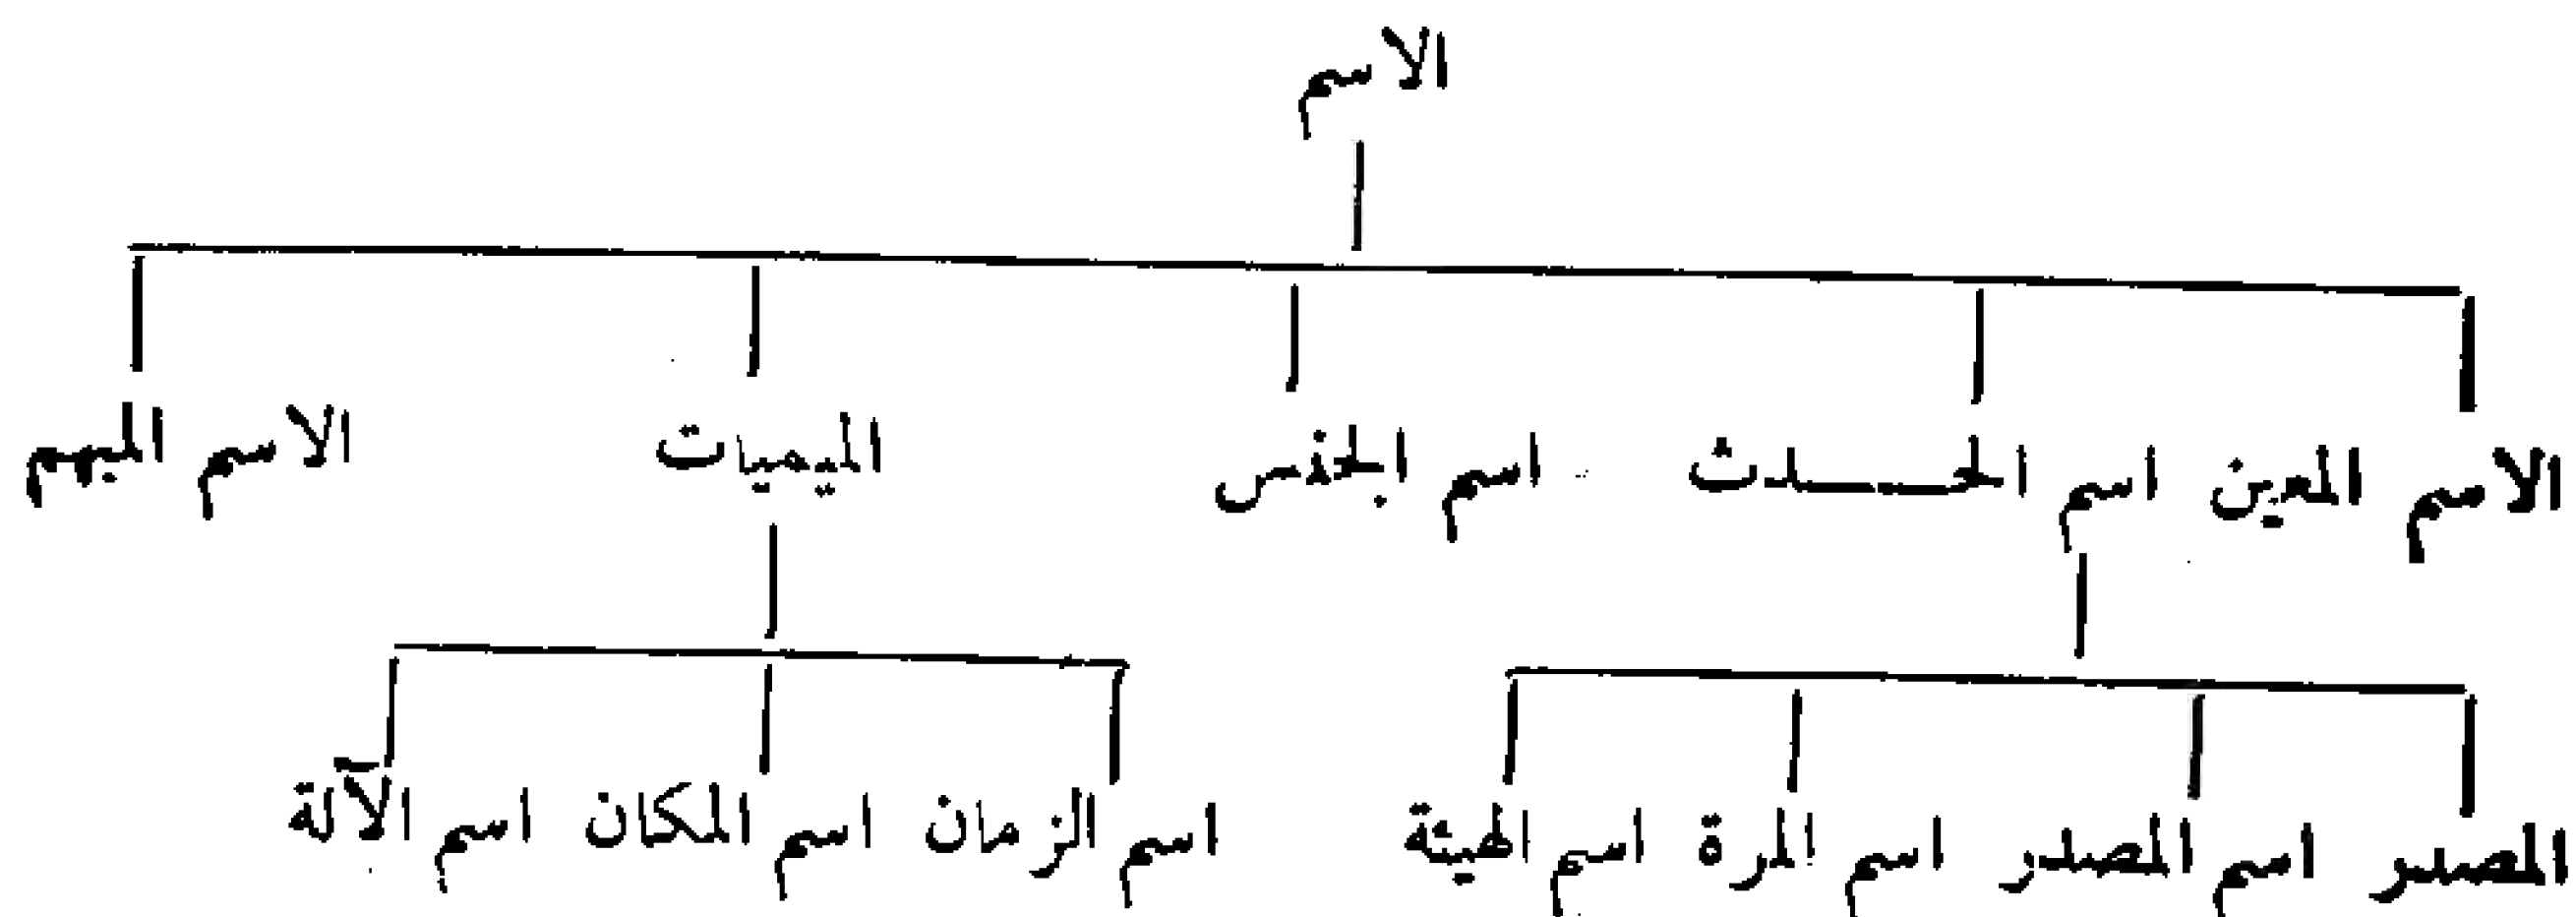 الاسم
الاسم المعين اسم الحـــدث اسم الجنس الميميات الاسم المبهم
المصدر اسم المصدر اسم المرة اسم الهيئة اسم الزمان اسم المكان اسم الآلة